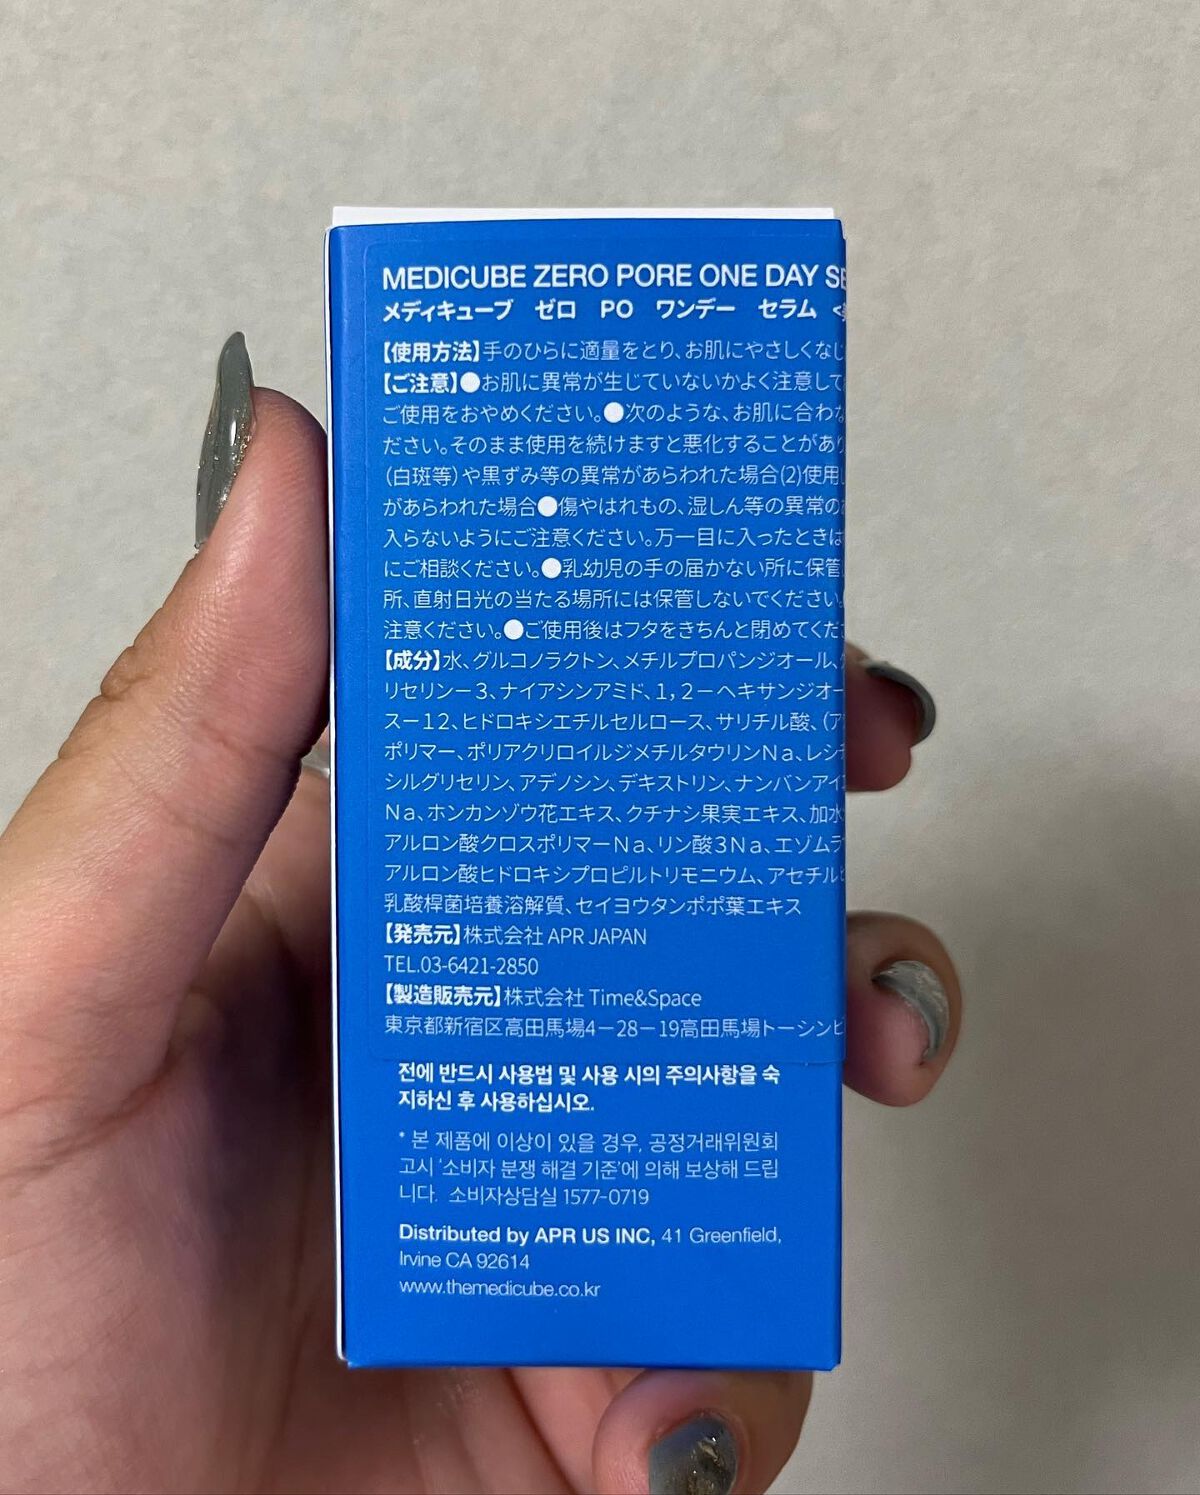 MEDICUBE ZERO PORE ONE DAY
メディキューブ ゼロ PO ワンデー セラム
【使用方法】手のひらに適量をとり、お肌にやさしくなじ
【ご注意】●お肌に異常が生じていないかよく注意して
ご使用をおやめください。●次のような、お肌に合わな
ださい。そのまま使用を続けますと悪化することがあり
(白斑等)や黒ずみ等の異常があらわれた場合(2)使用
があらわれた場合●傷やはれもの、湿しん等の異常の
入らないようにご注意ください。万一目に入ったときは
にご相談ください。●乳幼児の手の届かない所に保管
所、直射日光の当たる場所には保管しないでください。
注意ください。●ご使用後はフタをきちんと閉めてくだ
【成分】水、グルコノラクトン、メチルプロパンジオール、
リセリン－3、ナイアシンアミド、1，2－ヘキサンジオー
スー12、ヒドロキシエチルセルロース、サリチル酸、(ア
ポリマー、ポリアクリロイルジメチルタウリンNa、レシ
シルグリセリン、アデノシン、デキストリン、ナンバンアイ
Na、ホンカンゾウ花エキス、クチナシ果実エキス、加水
アルロン酸クロスポリマーNa、リン酸3Na、エゾムラ
アルロン酸ヒドロキシプロピルトリモニウム、アセチルヒ
乳酸桿菌培養溶解質、セイヨウタンポポ葉エキス
【発売元】株式会社 APR JAPAN
TEL.03-6421-2850
【製造販売元】株式会社 Time&Space
東京都新宿区高田馬場4－28－19高田馬場トーシンビ
전에 반드시 사용법 및 사용 시의 주의사항을 숙
지하신 후 사용하십시오.
* 본 제품에 이상이 있을 경우, 공정거래위원회
고시 '소비자 분쟁 해결 기준'에 의해 보상해 드립
니다. 소비자상담실 1577-0719
Distributed by APR US INC, 41 Greenfield,
Irvine CA 92614
www.themedicube.co.kr